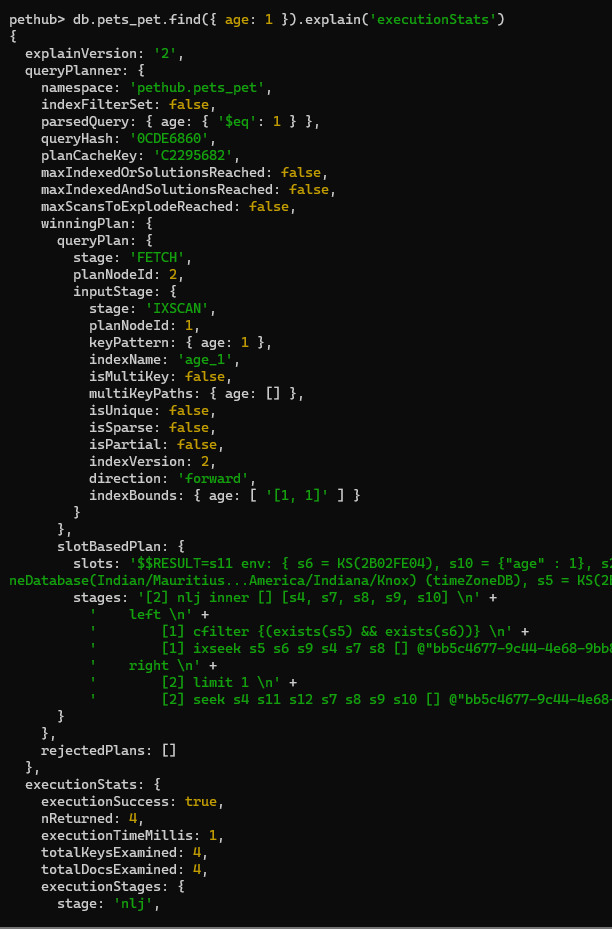 pethub> db.pets_pet.find({ age: 1 }).explain('executionStats')
{
  explainVersion: '2',
  queryPlanner: {
    namespace: 'pethub.pets_pet',
    indexFilterSet: false,
    parsedQuery: { age: { '$eq': 1 } },
    queryHash: '0CDE6860',
    planCacheKey: 'C2295682',
    maxIndexedOrSolutionsReached: false,
    maxIndexedAndSolutionsReached: false,
    maxScansToExplodeReached: false,
    winningPlan: {
      queryPlan: {
        stage: 'FETCH',
        planNodeId: 2,
        inputStage: {
          stage: 'IXSCAN',
          planNodeId: 1,
          keyPattern: { age: 1 },
          indexName: 'age_1',
          isMultiKey: false,
          multiKeyPaths: { age: [] },
          isUnique: false,
          isSparse: false,
          isPartial: false,
          indexVersion: 2,
          direction: 'forward',
          indexBounds: { age: [ '[1, 1]' ] }
        }
      },
      slotBasedPlan: {
        slots: '$$RESULT=s11 env: { s6 = KS(2B02FE04), s10 = {"age" : 1}, s2
neDatabase(Indian/Mauritius...America/Indiana/Knox) (timeZoneDB), s5 = KS(2B
        stages: '[2] nlj inner [] [s4, s7, s8, s9, s10] \n' +
          '    left \n' +
          '        [1] cfilter {(exists(s5) && exists(s6))} \n' +
          '        [1] ixseek s5 s6 s9 s4 s7 s8 [] @"bb5c4677-9c44-4e68-9bb8
          '    right \n' +
          '        [2] limit 1 \n' +
          '        [2] seek s4 s11 s12 s7 s8 s9 s10 [] @"bb5c4677-9c44-4e68-
      }
    },
    rejectedPlans: []
  },
  executionStats: {
    executionSuccess: true,
    nReturned: 4,
    executionTimeMillis: 1,
    totalKeysExamined: 4,
    totalDocsExamined: 4,
    executionStages: {
      stage: 'nlj',